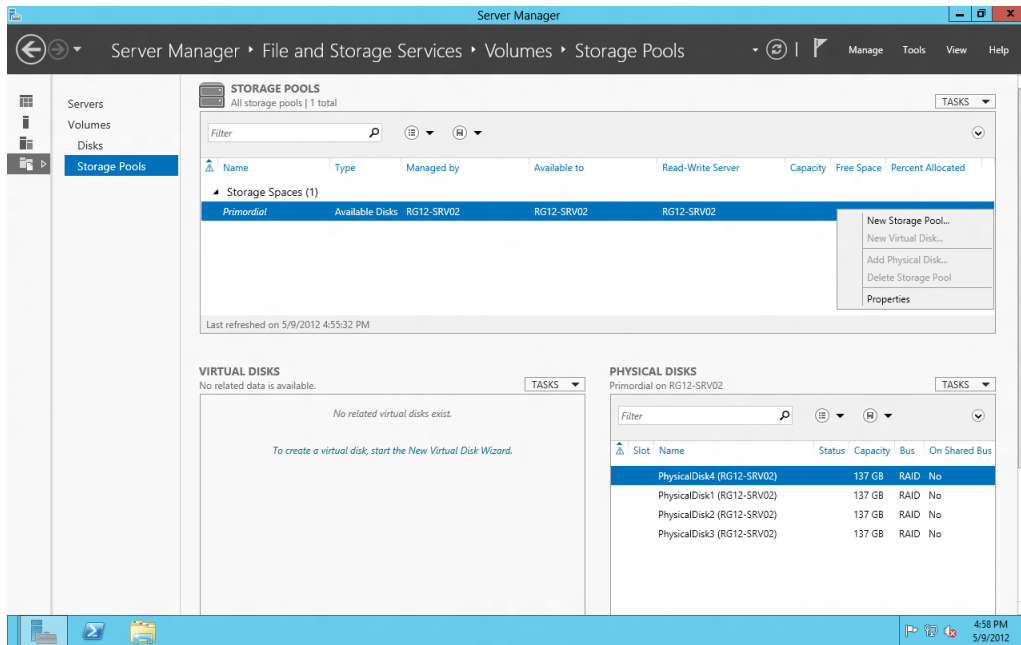 Server Manager
Server Manager ‣ File and Storage Services ‣ Volumes ‣ Storage Pools
Manage Tools View Help
Servers
Volumes
Disks
Storage Pools
STORAGE POOLS
All storage pools | 1 total
TASKS
Filter
Name Type Managed by Available to Read-Write Server Capacity Free Space Percent Allocated
Storage Spaces (1)
Primordial Available Disks RG12-SRV02 RG12-SRV02 RG12-SRV02
New Storage Pool...
New Virtual Disk...
Add Physical Disk...
Delete Storage Pool
Properties
Last refreshed on 5/9/2012 4:55:32 PM
VIRTUAL DISKS
No related data is available.
TASKS
No related virtual disks exist.
To create a virtual disk, start the New Virtual Disk Wizard.
PHYSICAL DISKS
Primordial on RG12-SRV02
TASKS
Filter
Slot Name Status Capacity Bus On Shared Bus
PhysicalDisk4 (RG12-SRV02) 137 GB RAID No
PhysicalDisk1 (RG12-SRV02) 137 GB RAID No
PhysicalDisk2 (RG12-SRV02) 137 GB RAID No
PhysicalDisk3 (RG12-SRV02) 137 GB RAID No
4:58 PM
5/9/2012